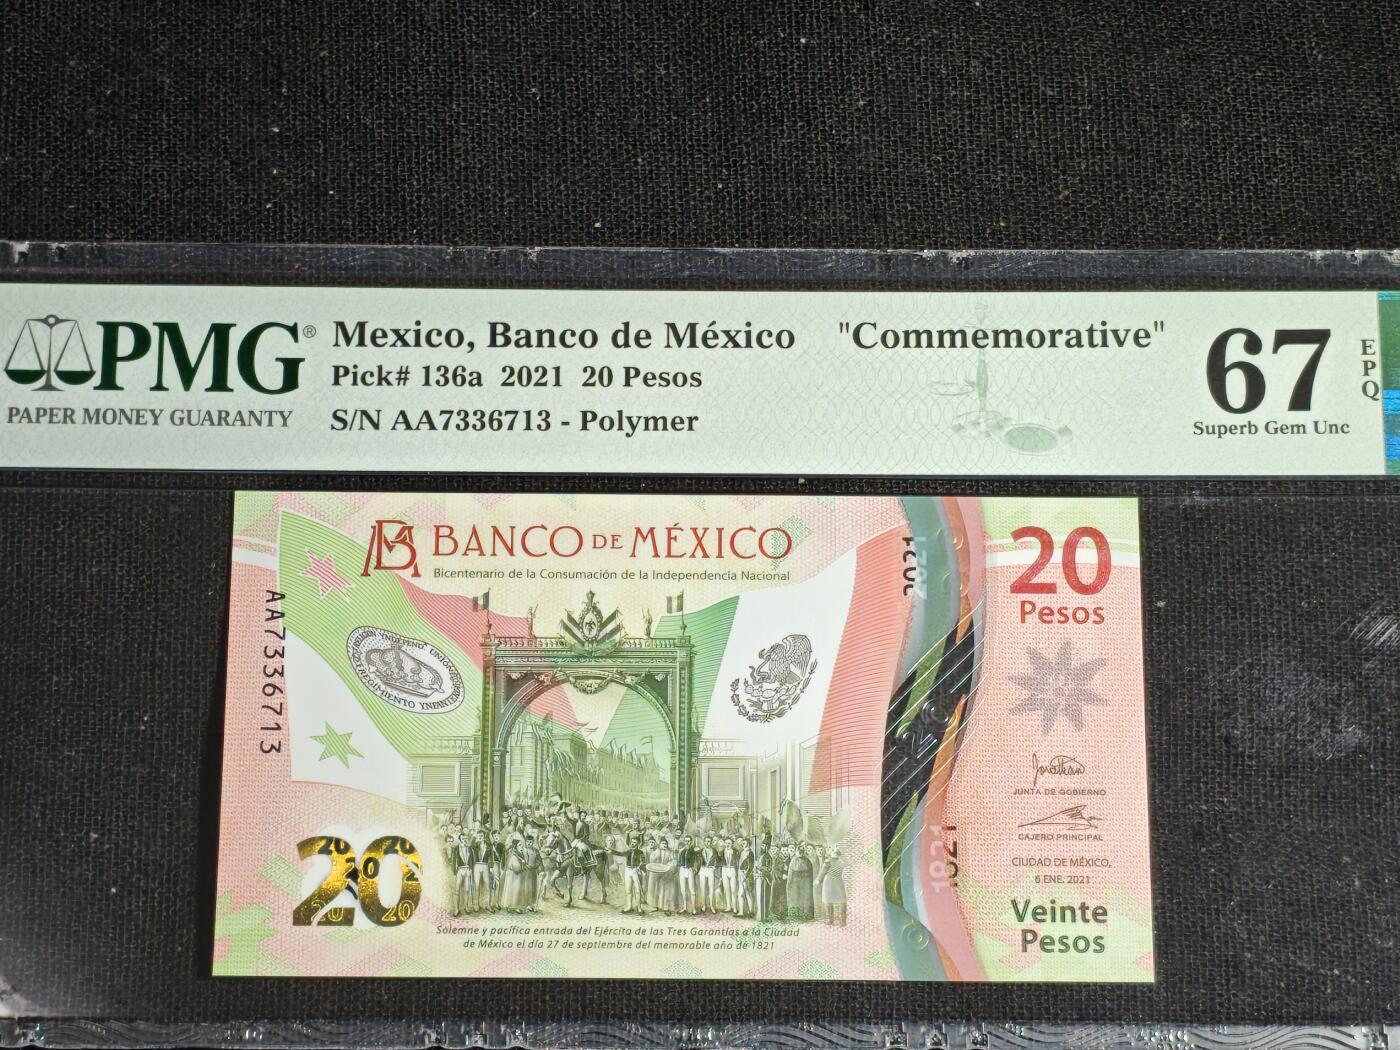 PMG®
PAPER MONEY GUARANTY
Mexico, Banco de México "Commemorative"
Pick# 136a 2021 20 Pesos
S/N AA7336713 - Polymer
67
EPQ
Superb Gem Unc
BM BANCO DE MÉXICO
Bicentenario de la Consumación de la Independencia Nacional
AA7336713
2021
20
Pesos
JUNTA DE GOBIERNO
CAJERO PRINCIPAL
CIUDAD DE MÉXICO,
6 ENE. 2021
Veinte
Pesos
1821
20
Solemne y pacífica entrada del Ejército de las Tres Garantías a la Ciudad
de México el día 27 de septiembre del memorable año de 1821